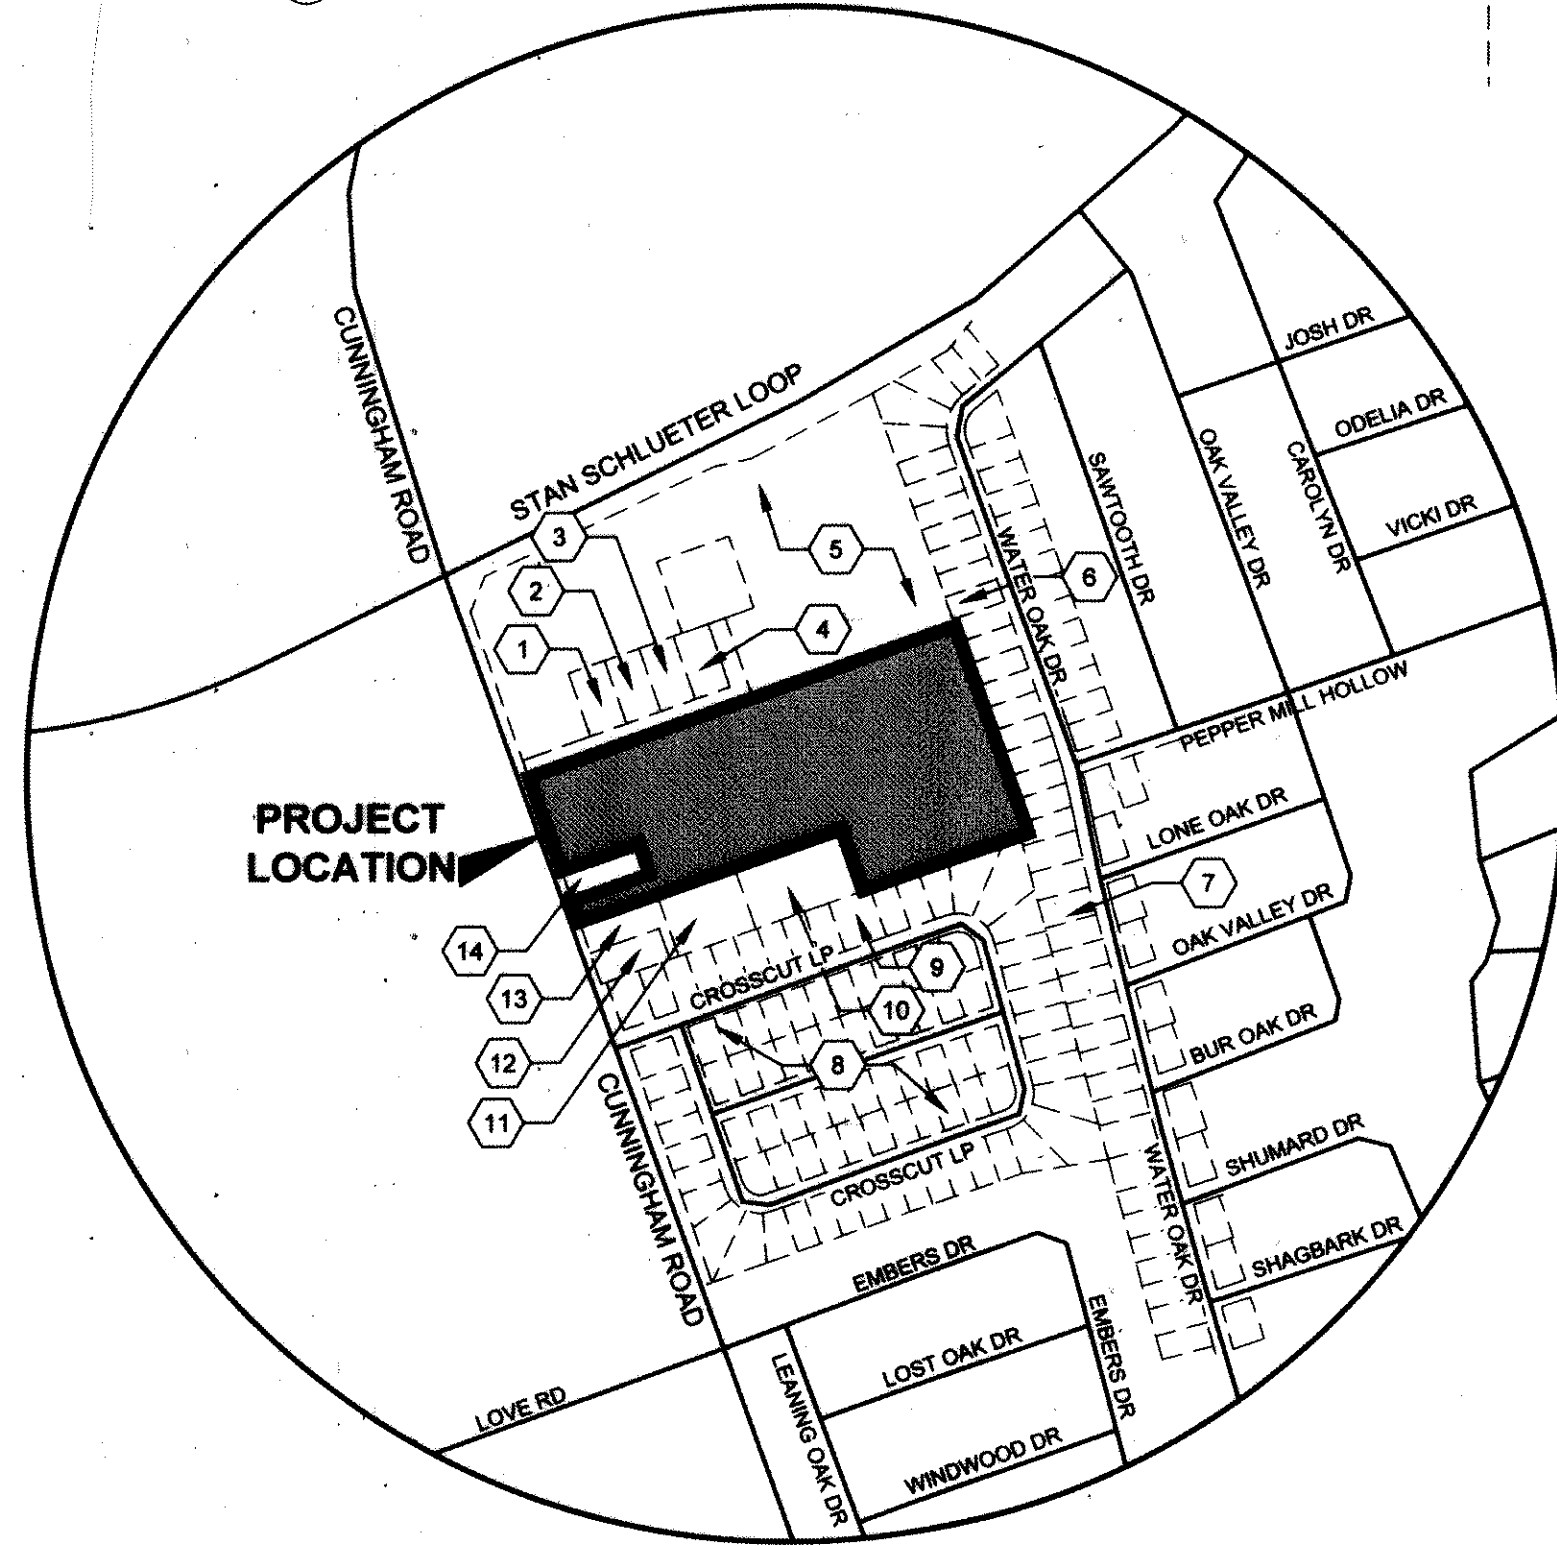 CUNNINGHAM ROAD
STAN SCHLUETER LOOP
JOSH DR
ODELIA DR
VICKI DR
CAROLYN DR
OAK VALLEY DR
SAWTOOTH DR
WATER OAK DR
PEPPER MILL HOLLOW
3
5
2
6
1
4
PROJECT
LOCATION
LONE OAK DR
7
OAK VALLEY DR
14
9
CROSSCUT LP
13
10
BUR OAK DR
12
8
11
CUNNINGHAM ROAD
CROSSCUT LP
WATER OAK DR
SHUMARD DR
SHAGBARK DR
EMBERS DR
EMBERS DR
LOST OAK DR
LEANING OAK DR
LOVE RD
WINDWOOD DR